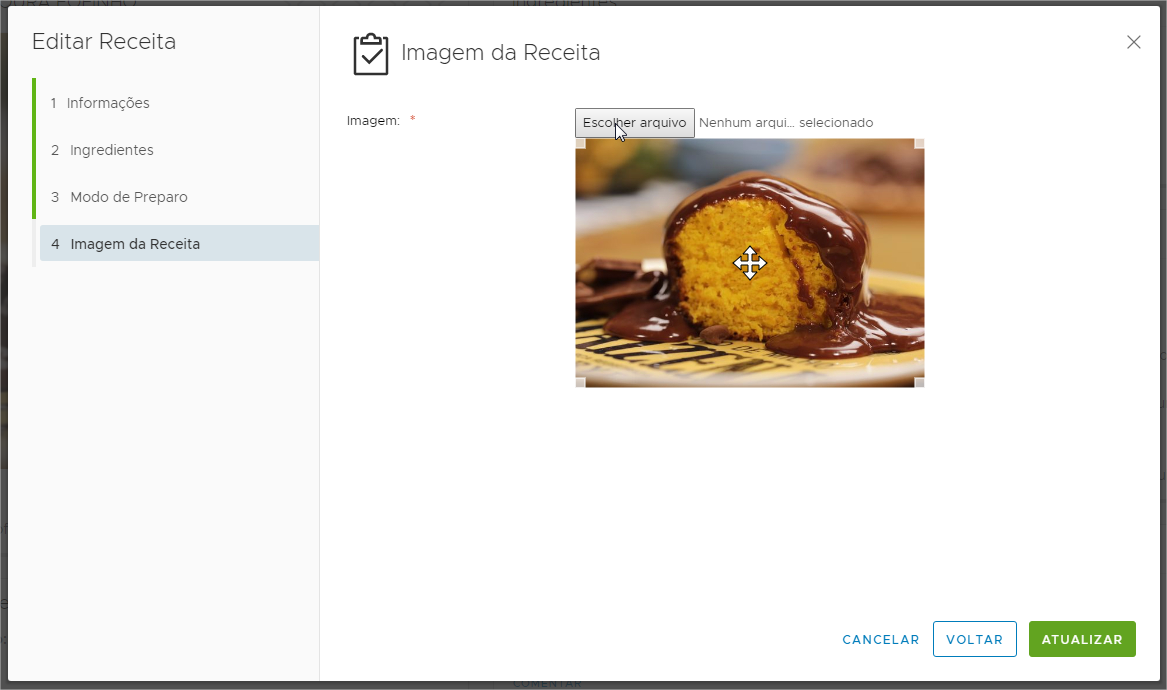 Editar Receita
1 Informações
2 Ingredientes
3 Modo de Preparo
4 Imagem da Receita
Imagem da Receita
Imagem: *
Escolher arquivo Nenhum arqui... selecionado
CANCELAR VOLTAR ATUALIZAR